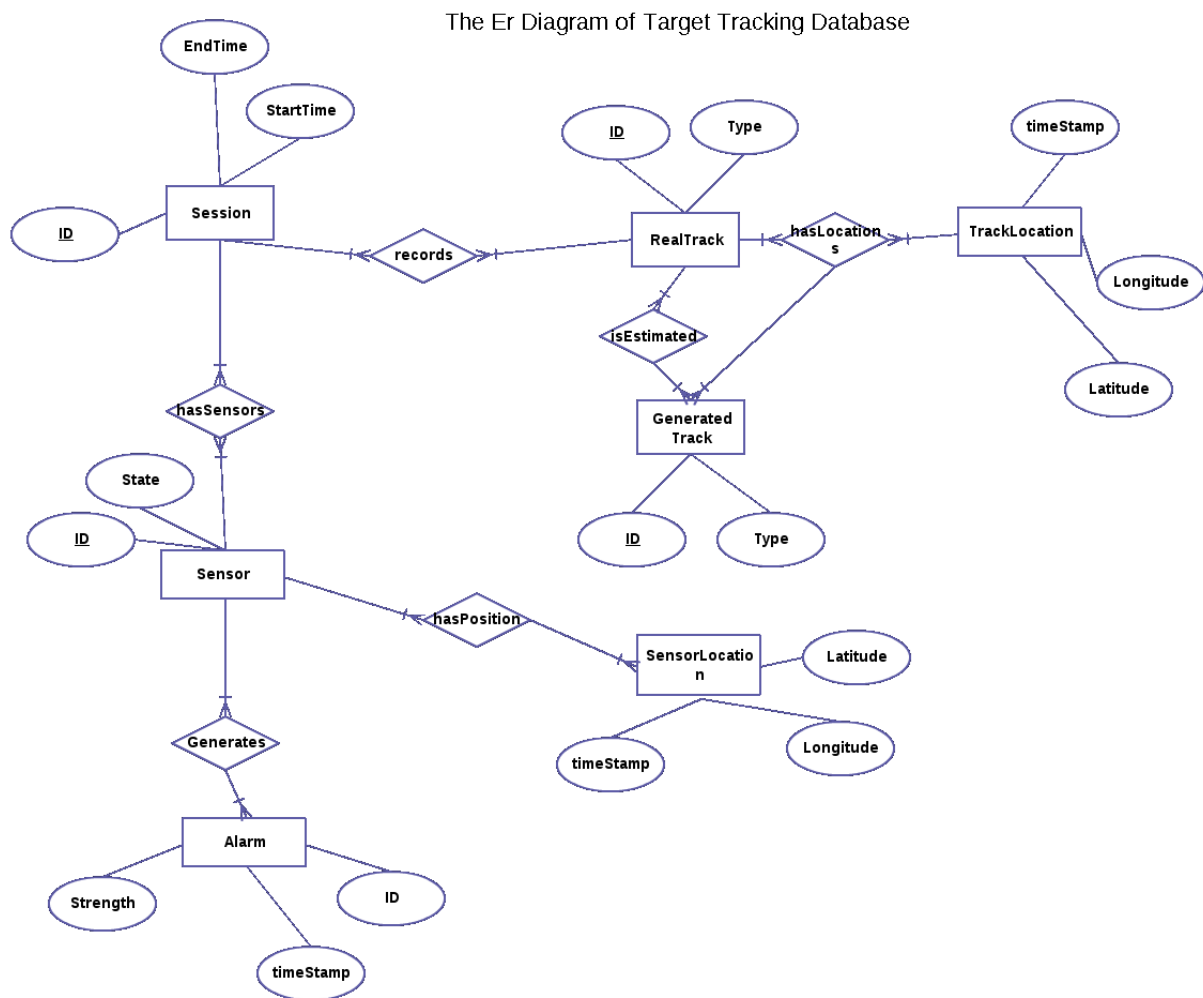 The Er Diagram of Target Tracking Database
EndTime
StartTime
ID
Session
records
ID
Type
RealTrack
hasLocation
s
timeStamp
TrackLocation
Longitude
Latitude
isEstimated
Generated
Track
ID
Type
hasSensors
State
ID
Sensor
hasPosition
SensorLocatio
n
Latitude
Longitude
timeStamp
Generates
Alarm
Strength
ID
timeStamp